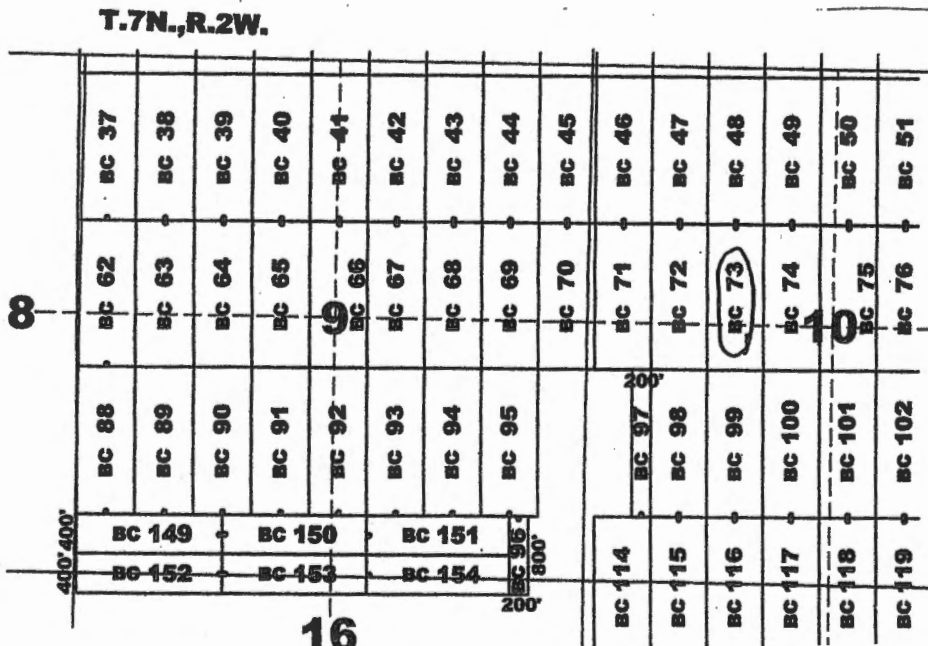 T.7N.,R.2W.
BC 37 BC 38 BC 39 BC 40 BC 41 BC 42 BC 43 BC 44 BC 45 BC 46 BC 47 BC 48 BC 49 BC 50 BC 51
BC 62 BC 63 BC 64 BC 65 BC 66 BC 67 BC 68 BC 69 BC 70 BC 71 BC 72 BC 73 BC 74 BC 75 BC 76
8 9 10
200'
BC 88 BC 89 BC 90 BC 91 BC 92 BC 93 BC 94 BC 95 BC 97 BC 98 BC 99 BC 100 BC 101 BC 102
400' BC 149 BC 150 BC 151 BC 96 800'
400' BC 152 BC 153 BC 154
BC 114 BC 115 BC 116 BC 117 BC 118 BC 119
200'
16